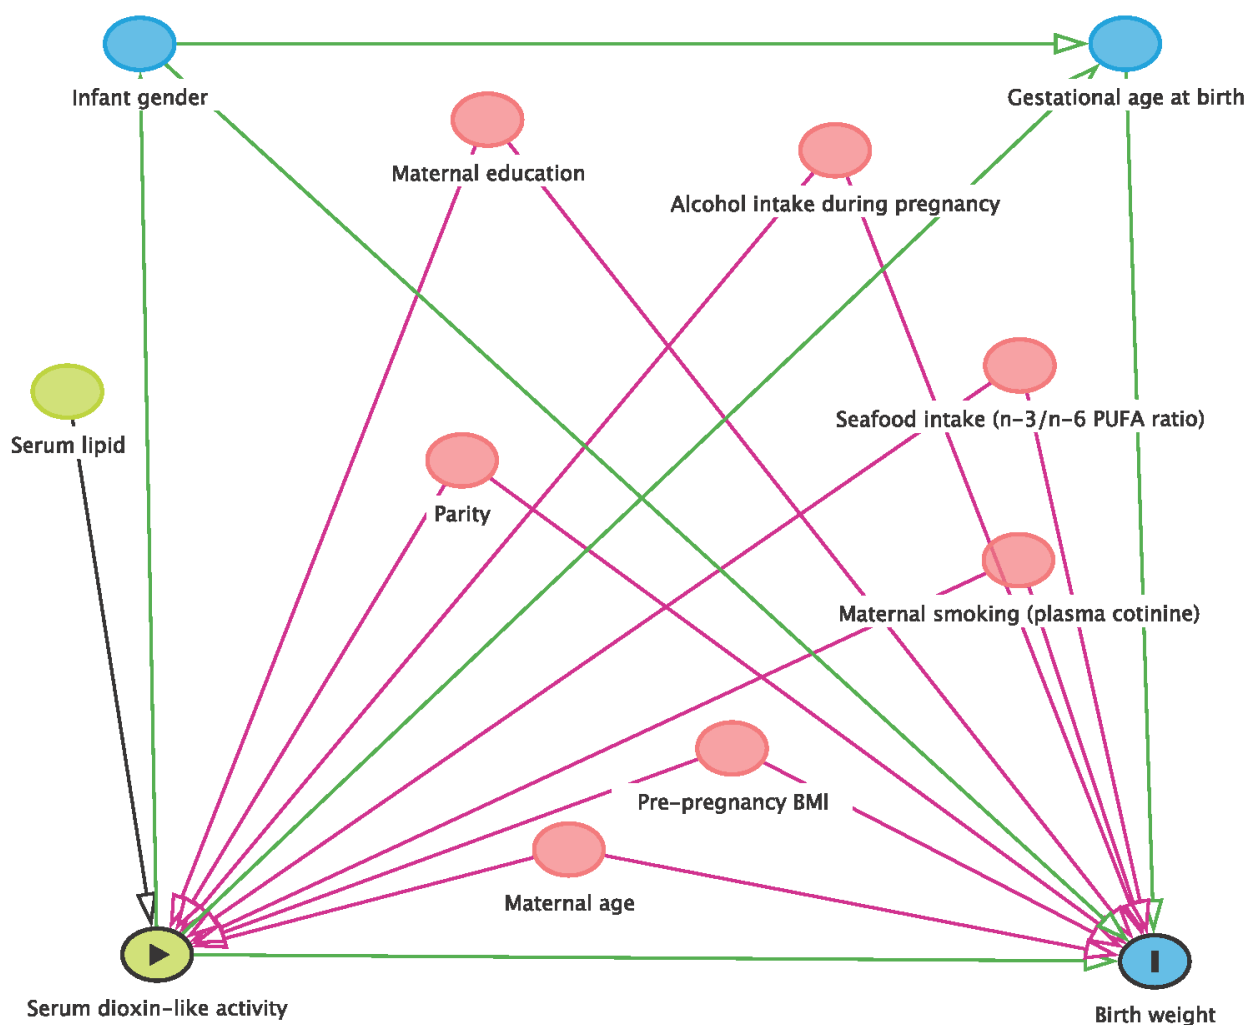 Infant gender
Gestational age at birth
Maternal education
Alcohol intake during pregnancy
Seafood intake (n-3/n-6 PUFA ratio)
Serum lipid
Parity
Maternal smoking (plasma cotinine)
Pre-pregnancy BMI
Maternal age
Serum dioxin-like activity
Birth weight